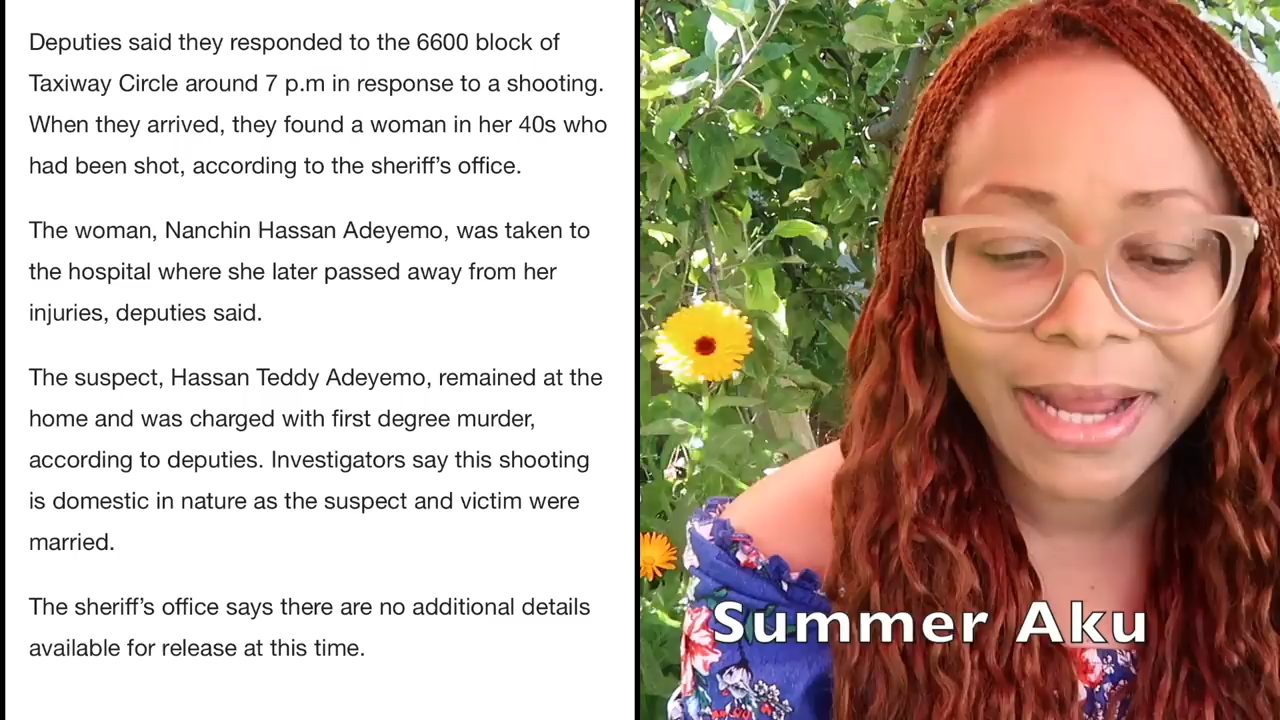 Deputies said they responded to the 6600 block of
Taxiway Circle around 7 p.m in response to a shooting.
When they arrived, they found a woman in her 40s who
had been shot, according to the sheriff’s office.
The woman, Nanchin Hassan Adeyemo, was taken to
the hospital where she later passed away from her
injuries, deputies said.
The suspect, Hassan Teddy Adeyemo, remained at the
home and was charged with first degree murder,
according to deputies. Investigators say this shooting
is domestic in nature as the suspect and victim were
married.
The sheriff’s office says there are no additional details
available for release at this time.
Summer Aku